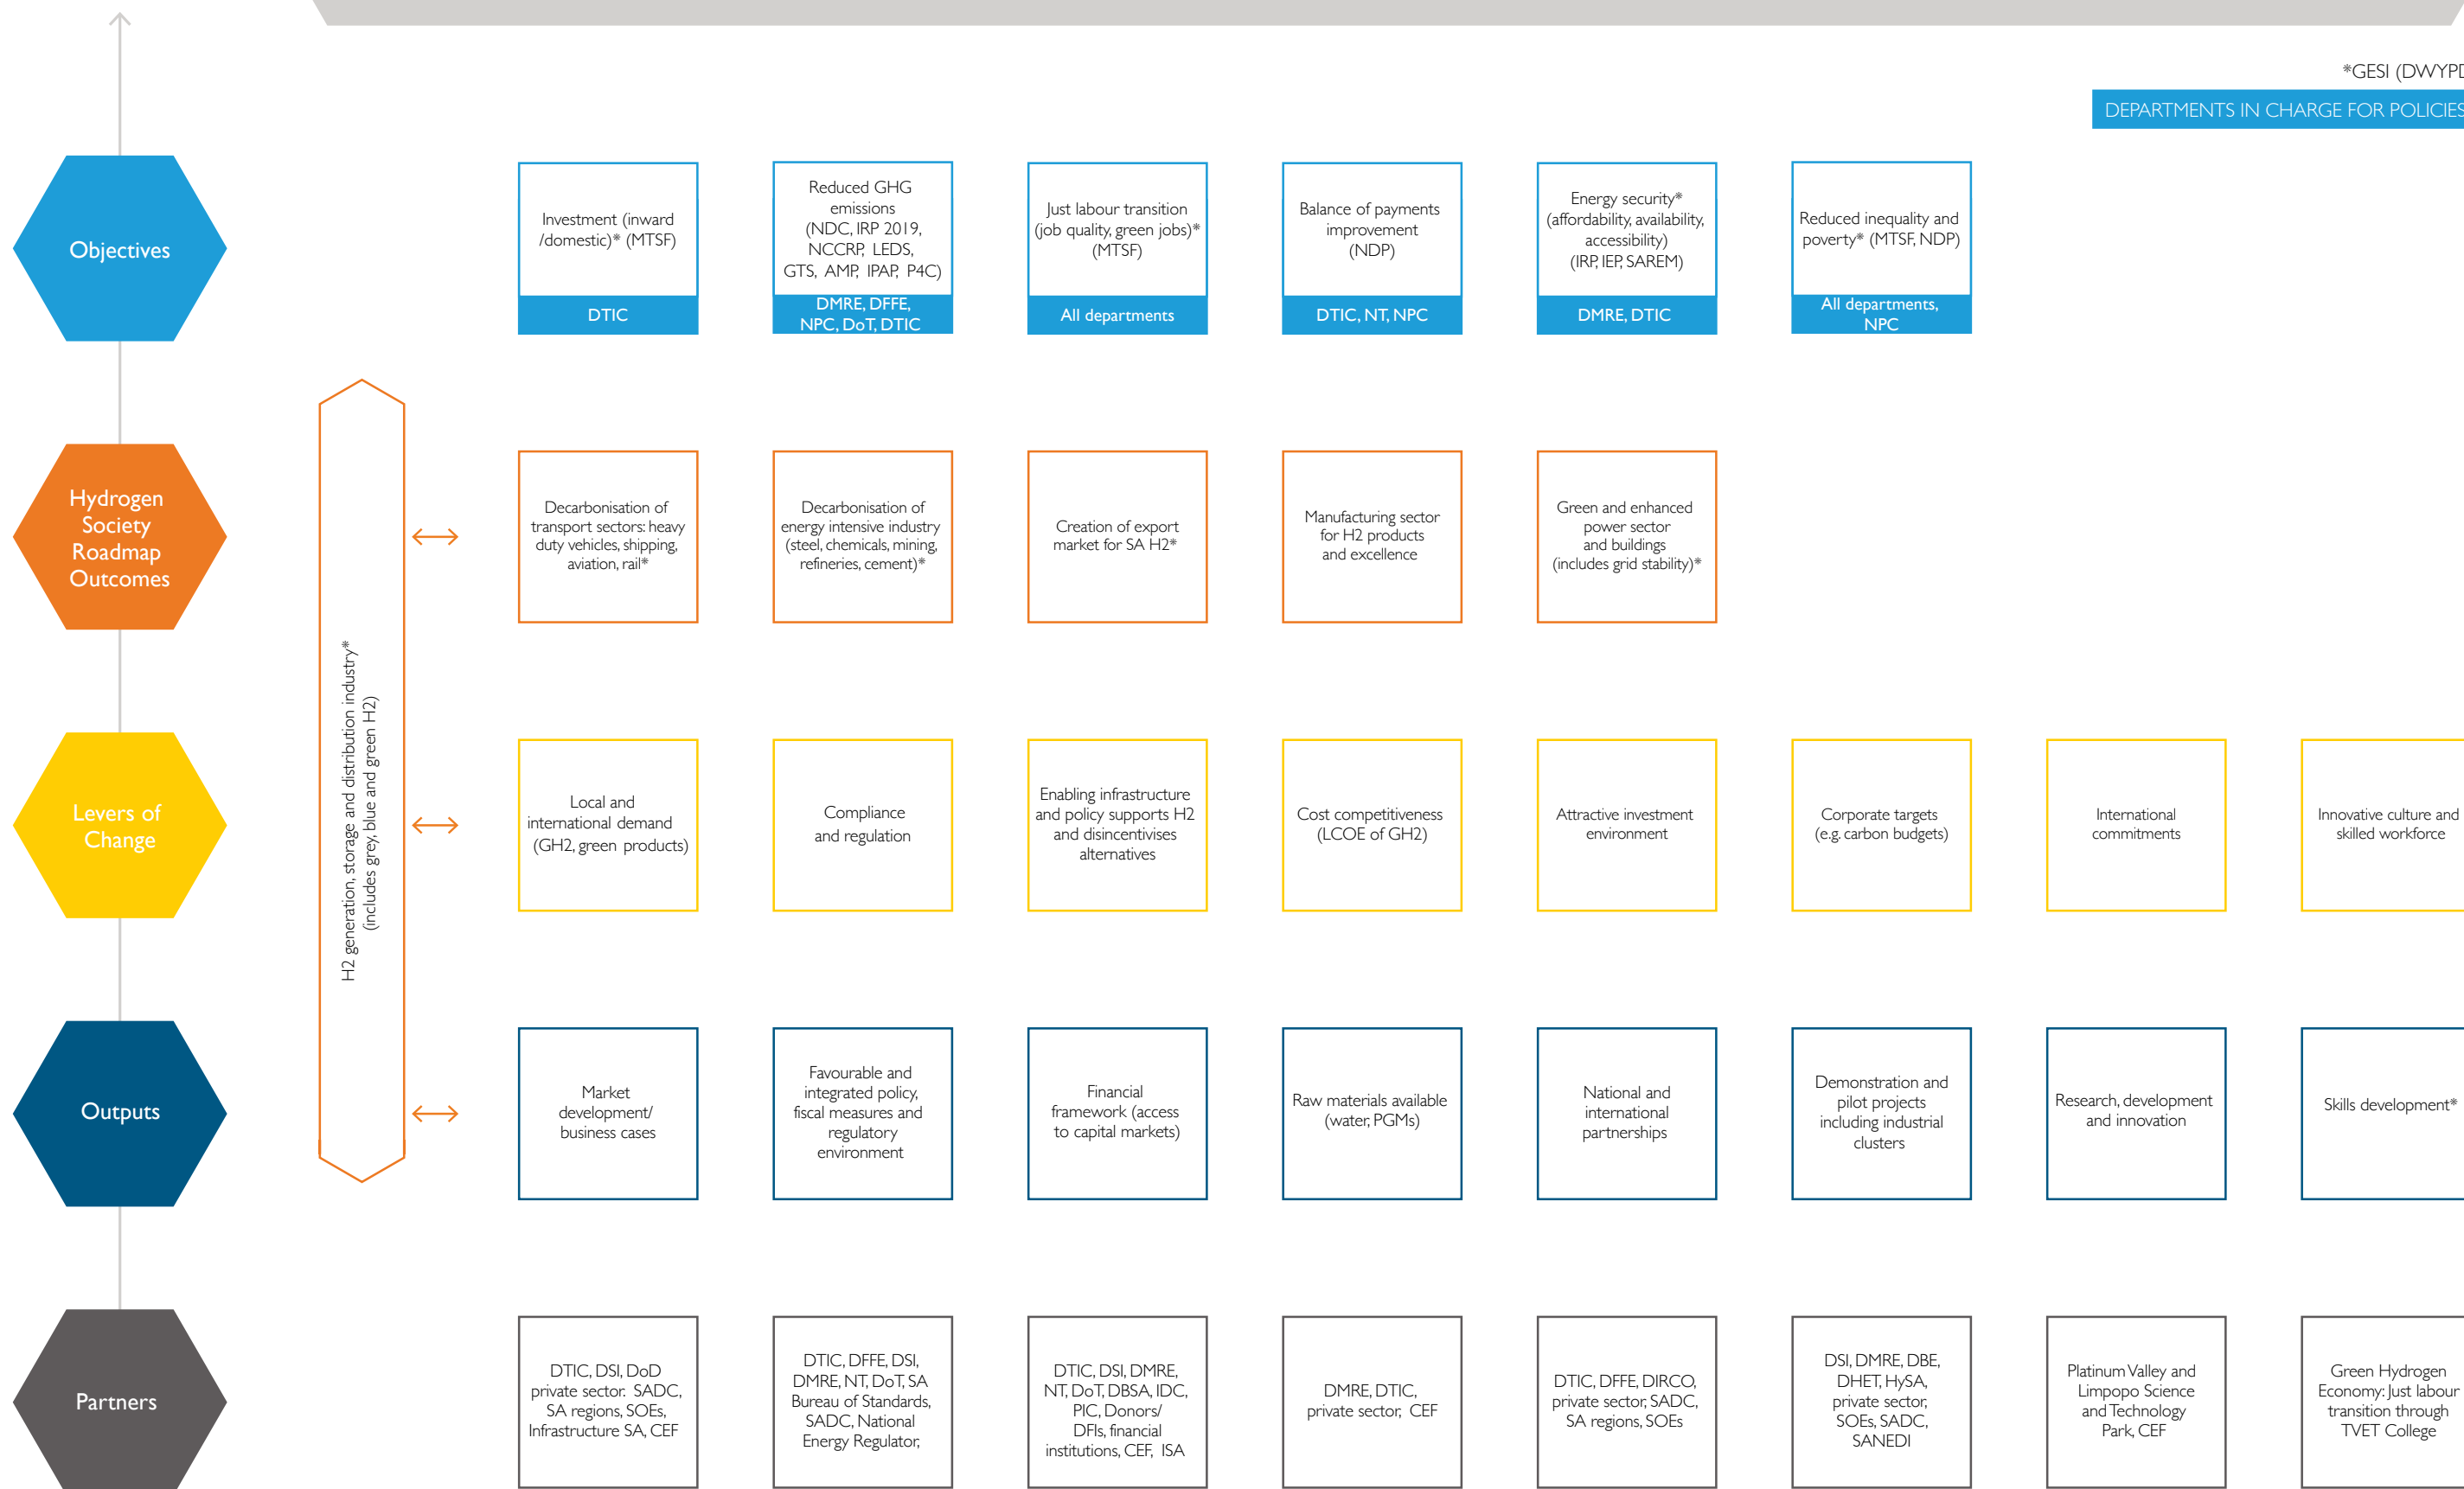 *GESI (DWYPD
DEPARTMENTS IN CHARGE FOR POLICIES
Objectives
Investment (inward
/domestic)* (MTSF)
DTIC
Reduced GHG
emissions
(NDC, IRP 2019,
NCCRP, LEDS,
GTS, AMP, IPAP, P4C)
DMRE, DFFE,
NPC, DoT, DTIC
Just labour transition
(job quality, green jobs)*
(MTSF)
All departments
Balance of payments
improvement
(NDP)
DTIC, NT, NPC
Energy security*
(affordability, availability,
accessibility)
(IRP, IEP, SAREM)
DMRE, DTIC
Reduced inequality and
poverty* (MTSF, NDP)
All departments,
NPC
H2 generation, storage and distribution industry*
(includes grey, blue and green H2)
Hydrogen
Society
Roadmap
Outcomes
Decarbonisation of
transport sectors: heavy
duty vehicles, shipping,
aviation, rail*
Decarbonisation of
energy intensive industry
(steel, chemicals, mining,
refineries, cement)*
Creation of export
market for SA H2*
Manufacturing sector
for H2 products
and excellence
Green and enhanced
power sector
and buildings
(includes grid stability)*
Levers of
Change
Local and
international demand
(GH2, green products)
Compliance
and regulation
Enabling infrastructure
and policy supports H2
and disincentivises
alternatives
Cost competitiveness
(LCOE of GH2)
Attractive investment
environment
Corporate targets
(e.g. carbon budgets)
International
commitments
Innovative culture and
skilled workforce
Outputs
Market
development/
business cases
Favourable and
integrated policy,
fiscal measures and
regulatory
environment
Financial
framework (access
to capital markets)
Raw materials available
(water, PGMs)
National and
international
partnerships
Demonstration and
pilot projects
including industrial
clusters
Research, development
and innovation
Skills development*
Partners
DTIC, DSI, DoD
private sector. SADC,
SA regions, SOEs,
Infrastructure SA, CEF
DTIC, DFFE, DSI,
DMRE, NT, DoT, SA
Bureau of Standards,
SADC, National
Energy Regulator,
DTIC, DSI, DMRE,
NT, DoT, DBSA, IDC,
PIC, Donors/
DFIs, financial
institutions, CEF, ISA
DMRE, DTIC,
private sector, CEF
DTIC, DFFE, DIRCO,
private sector, SADC,
SA regions, SOEs
DSI, DMRE, DBE,
DHET, HySA,
private sector,
SOEs, SADC,
SANEDI
Platinum Valley and
Limpopo Science
and Technology
Park, CEF
Green Hydrogen
Economy: Just labour
transition through
TVET College